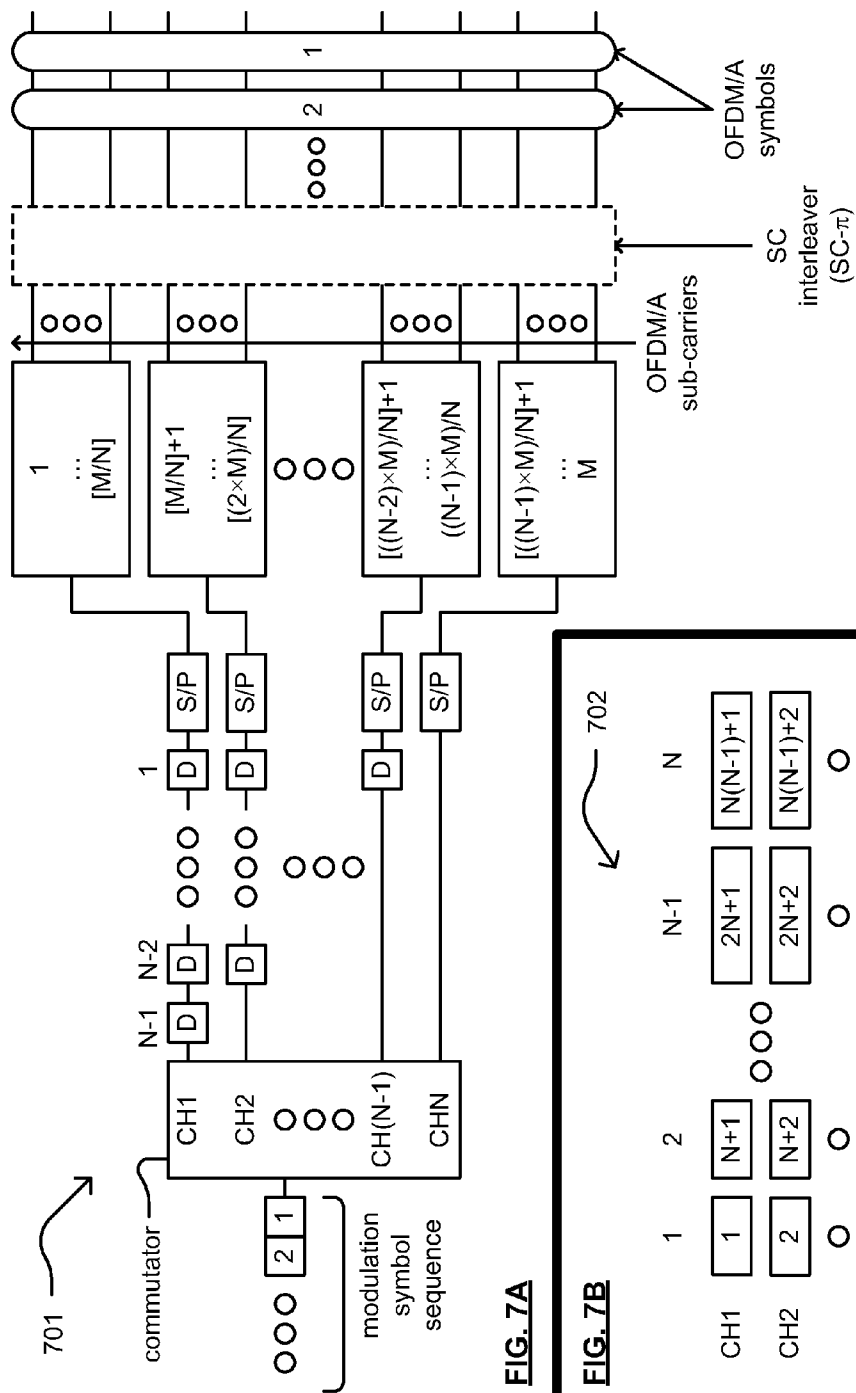 701
commutator
CH1
CH2
CH(N-1)
CHN
2 1
modulation
symbol
sequence
N-1 N-2 1
D D D S/P
D D S/P
D S/P
S/P
1
...
[M/N]
[M/N]+1
...
[(2×M)/N]
[((N-2)×M)/N]+1
...
((N-1)×M)/N
[((N-1)×M)/N]+1
...
M
OFDM/A
sub-carriers
SC
interleaver
(SC-π)
2 1
OFDM/A
symbols
FIG. 7A
FIG. 7B
702
1 2 N-1 N
CH1 1 N+1 2N+1 N(N-1)+1
CH2 2 N+2 2N+2 N(N-1)+2